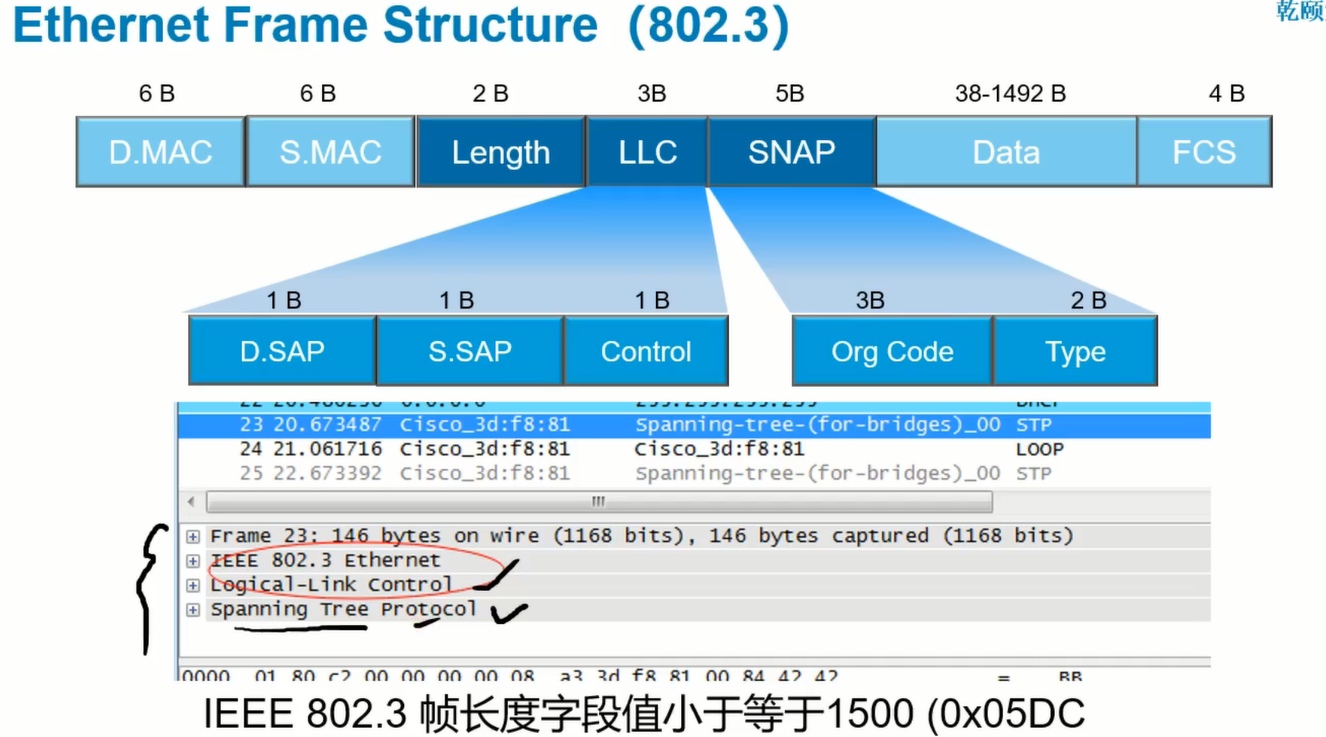 Ethernet Frame Structure（802.3）
乾颐
6 B 6 B 2 B 3B 5B 38-1492 B 4 B
D.MAC S.MAC Length LLC SNAP Data FCS
1 B 1 B 1 B 3B 2 B
D.SAP S.SAP Control Org Code Type
23 20.673487 Cisco_3d:f8:81 Spanning-tree-(for-bridges)_00 STP
24 21.061716 Cisco_3d:f8:81 Cisco_3d:f8:81 LOOP
25 22.673392 Cisco_3d:f8:81 Spanning-tree-(for-bridges)_00 STP
Frame 23: 146 bytes on wire (1168 bits), 146 bytes captured (1168 bits)
IEEE 802.3 Ethernet
Logical-Link Control
Spanning Tree Protocol
0000 01 80 c2 00 00 00 00 08 a3 3d f8 81 00 84 42 42 = BB
IEEE 802.3 帧长度字段值小于等于1500 (0x05DC